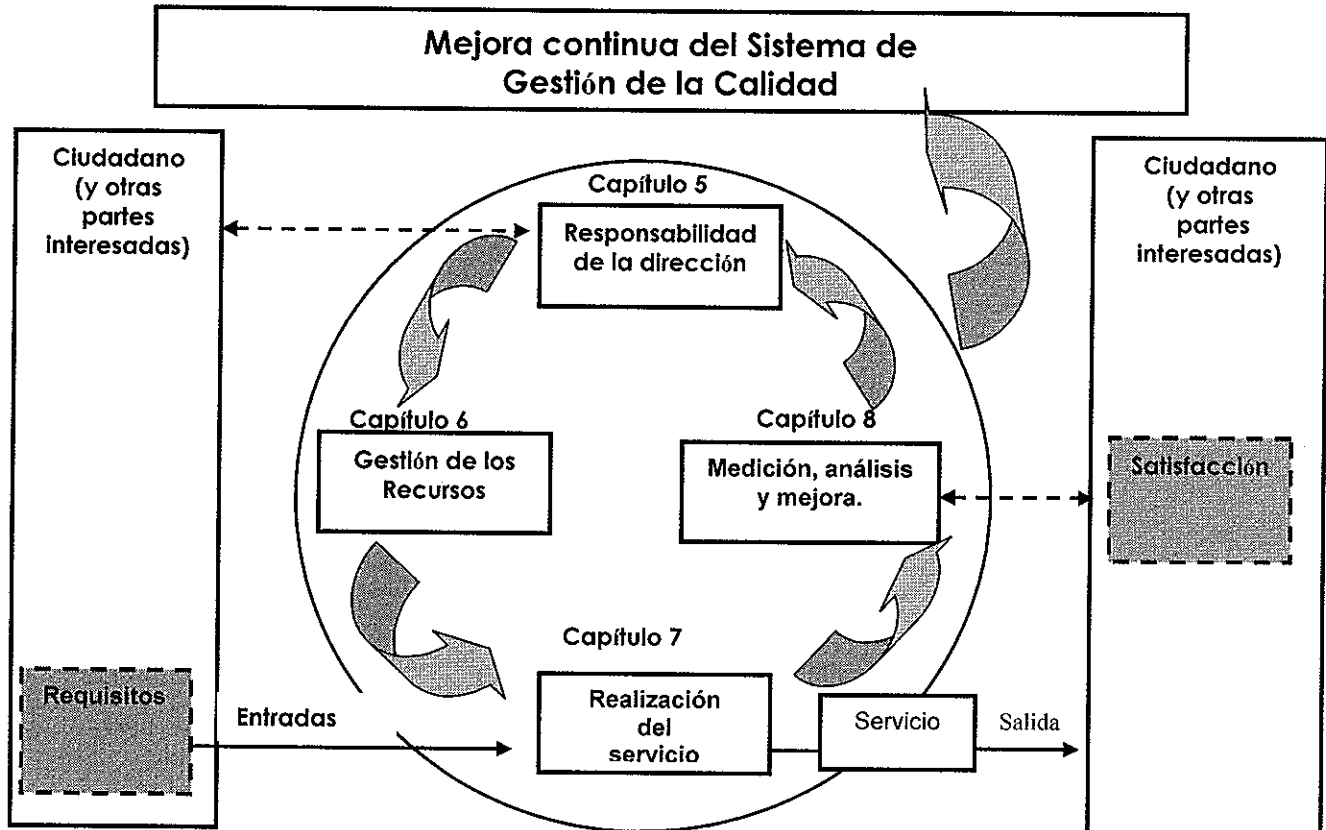 Mejora continua del Sistema de
Gestión de la Calidad
Ciudadano
(y otras
partes
interesadas)
Capítulo 5
Responsabilidad
de la dirección
Ciudadano
(y otras
partes
interesadas)
Capítulo 6
Gestión de los
Recursos
Capítulo 8
Medición, análisis
y mejora.
Satisfacción
Capítulo 7
Requisitos
Entradas
Realización
del
servicio
Servicio
Salida